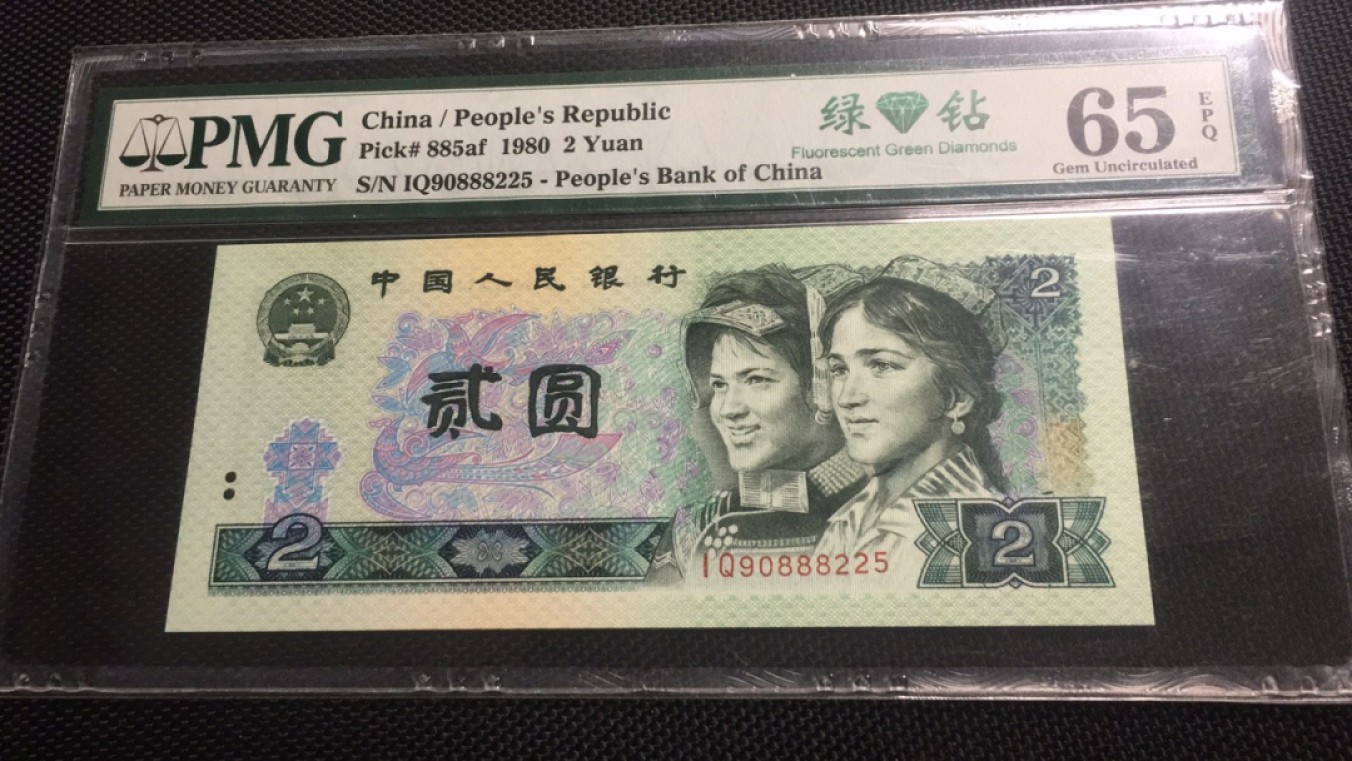 PMG
PAPER MONEY GUARANTY
China / People's Republic
Pick# 885af 1980 2 Yuan
S/N IQ90888225 - People's Bank of China
绿钻
Fluorescent Green Diamonds
65
EPQ
Gem Uncirculated
中国人民银行
2
贰圆
2
IQ90888225
2